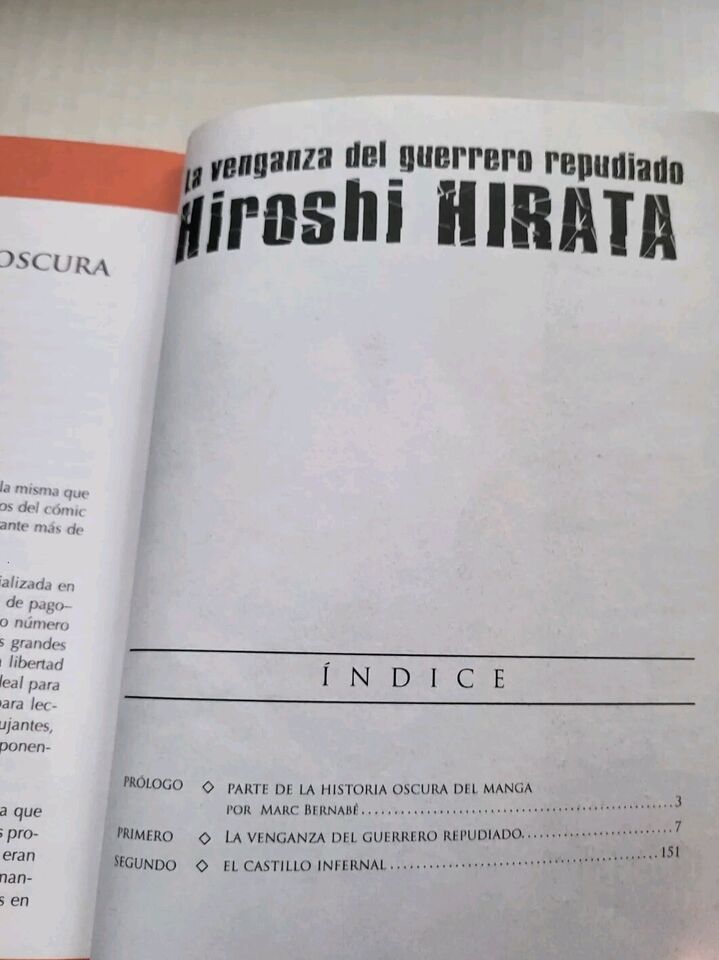 OSCURA
la misma que
os del cómic
ante más de
ializada en
de pago–
o número
s grandes
libertad
deal para
para lec-
ujantes,
ponen-
a que
s pro-
eran
nan-
s en
La venganza del guerrero repudiado
Hiroshi HIRATA
ÍNDICE
PRÓLOGO ◇ PARTE DE LA HISTORIA OSCURA DEL MANGA
POR MARC BERNABÉ 3
PRIMERO ◇ LA VENGANZA DEL GUERRERO REPUDIADO 7
SEGUNDO ◇ EL CASTILLO INFERNAL 151